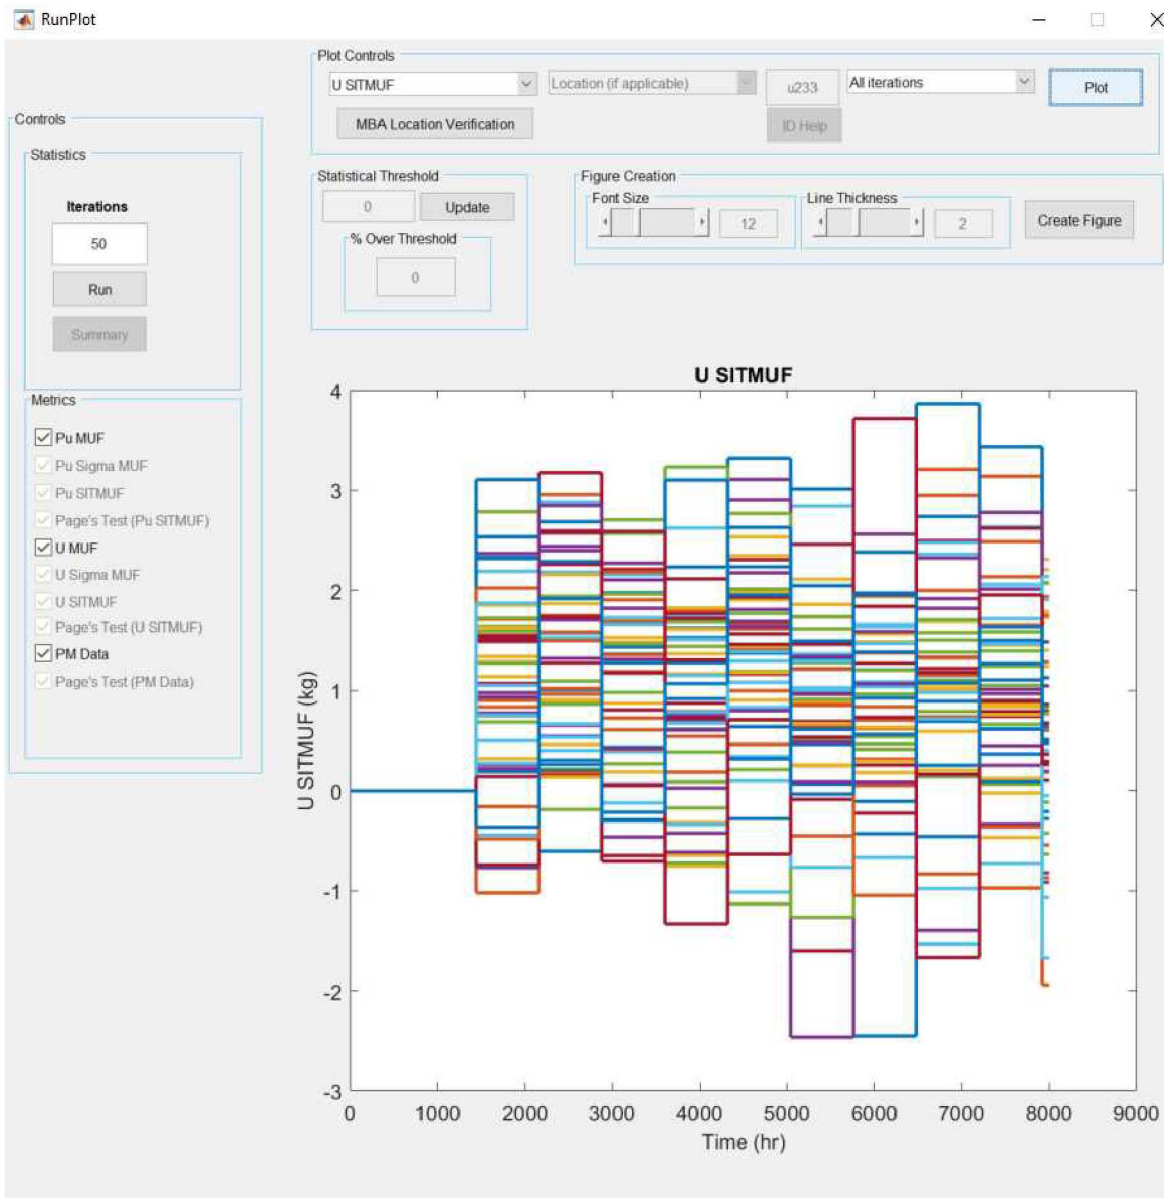 RunPlot
Plot Controls
U SITMUF
Location (if applicable)
u233
All iterations
Plot
MBA Location Verification
ID Help
Controls
Statistics
Iterations
50
Run
Summary
Statistical Threshold
0
Update
% Over Threshold
0
Figure Creation
Font Size
12
Line Thickness
2
Create Figure
Metrics
Pu MUF
Pu Sigma MUF
Pu SITMUF
Page's Test (Pu SITMUF)
U MUF
U Sigma MUF
U SITMUF
Page's Test (U SITMUF)
PM Data
Page's Test (PM Data)
U SITMUF
U SITMUF (kg)
4
3
2
1
0
-1
-2
-3
0 1000 2000 3000 4000 5000 6000 7000 8000 9000
Time (hr)